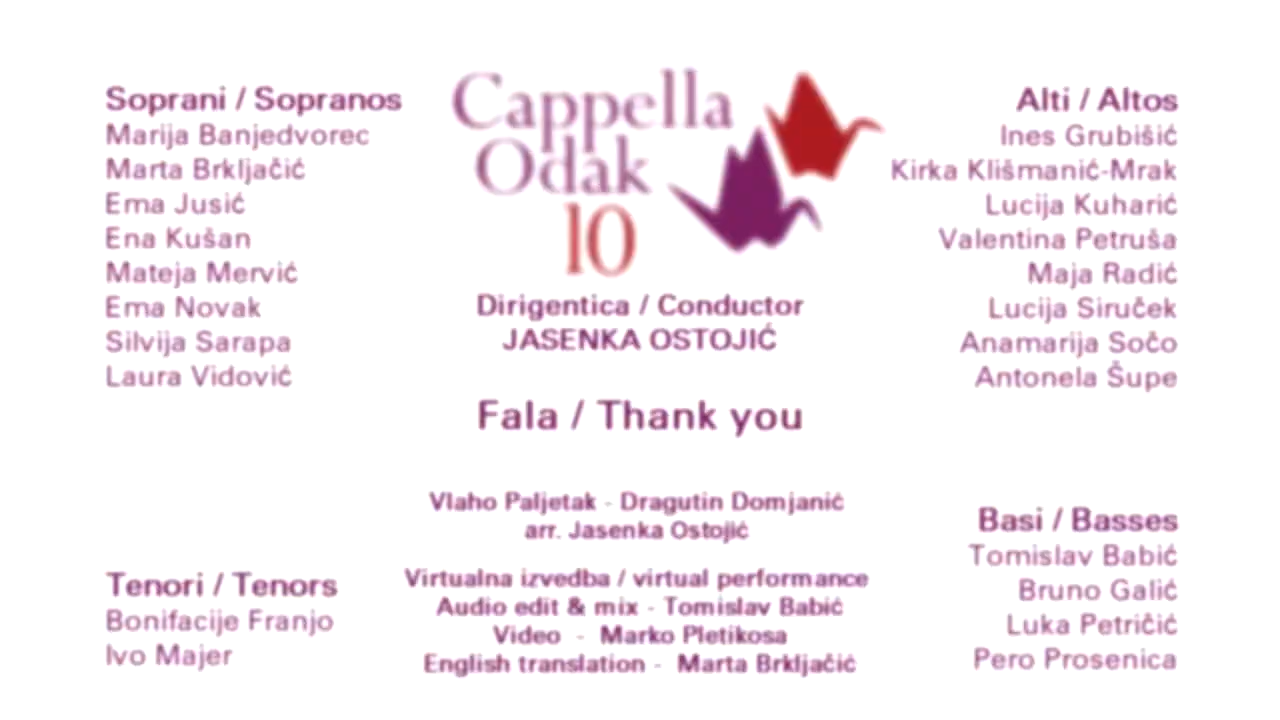 Soprani / Sopranos
Marija Banjedvorec
Marta Brkljačić
Ema Jusić
Ena Kušan
Mateja Mervić
Ema Novak
Silvija Sarapa
Laura Vidović
Tenori / Tenors
Bonifacije Franjo
Ivo Majer
Cappella
Odak
10
Dirigentica / Conductor
JASENKA OSTOJIĆ
Fala / Thank you
Vlaho Paljetak - Dragutin Domjanić
arr. Jasenka Ostojić
Virtualna izvedba / virtual performance
Audio edit & mix - Tomislav Babić
Video - Marko Pletikosa
English translation - Marta Brkljačić
Alti / Altos
Ines Grubišić
Kirka Klišmanić-Mrak
Lucija Kuharić
Valentina Petruša
Maja Radić
Lucija Siruček
Anamarija Sočo
Antonela Šupe
Basi / Basses
Tomislav Babić
Bruno Galić
Luka Petričić
Pero Prosenica